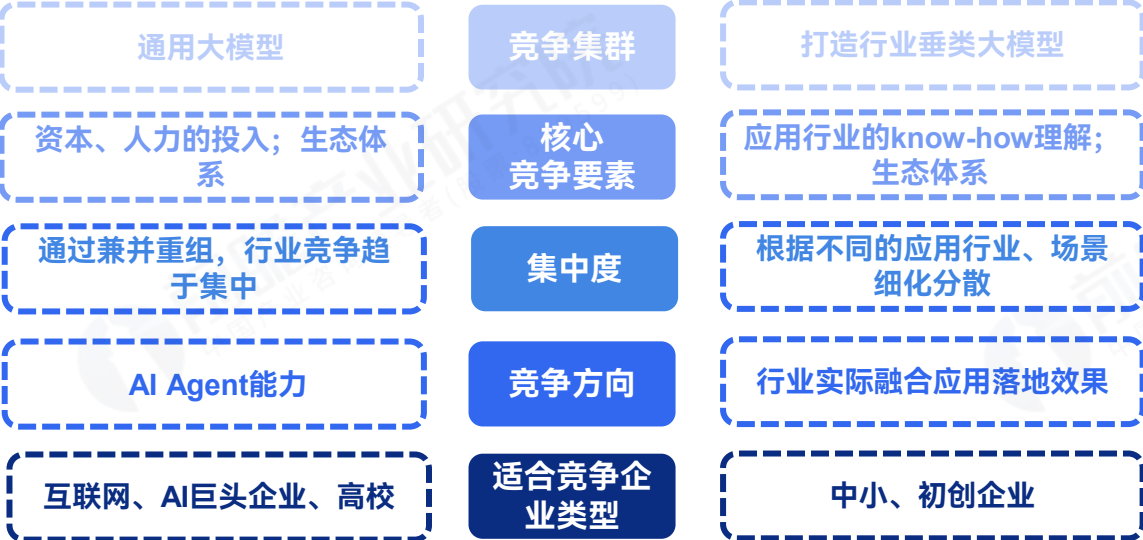 通用大模型
竞争集群
打造行业垂类大模型
资本、人力的投入；生态体
系
核心
竞争要素
应用行业的know-how理解；
生态体系
通过兼并重组，行业竞争趋
于集中
集中度
根据不同的应用行业、场景
细化分散
AI Agent能力
竞争方向
行业实际融合应用落地效果
互联网、AI巨头企业、高校
适合竞争企
业类型
中小、初创企业